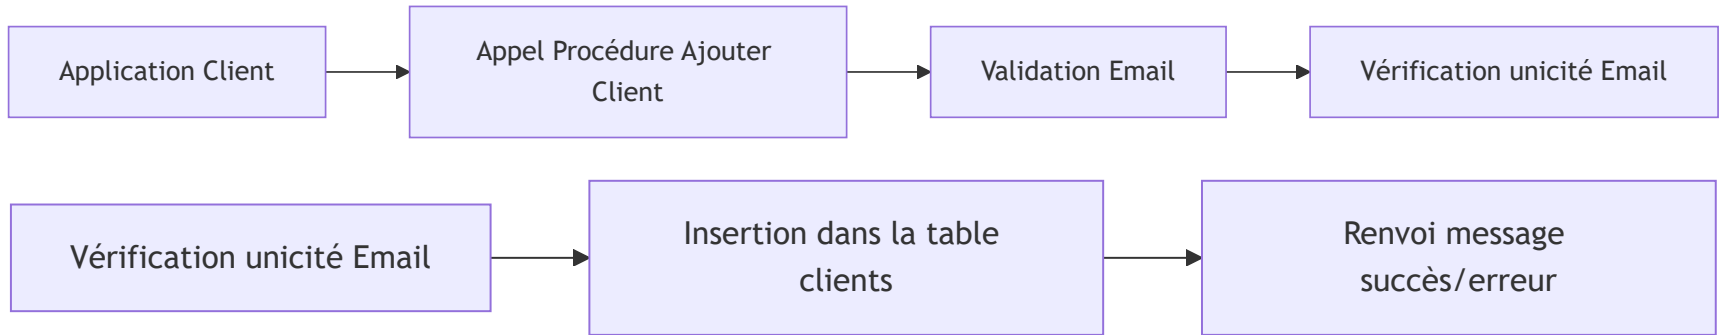 Application Client
Appel Procédure Ajouter
Client
Validation Email
Vérification unicité Email
Vérification unicité Email
Insertion dans la table
clients
Renvoi message
succès/erreur